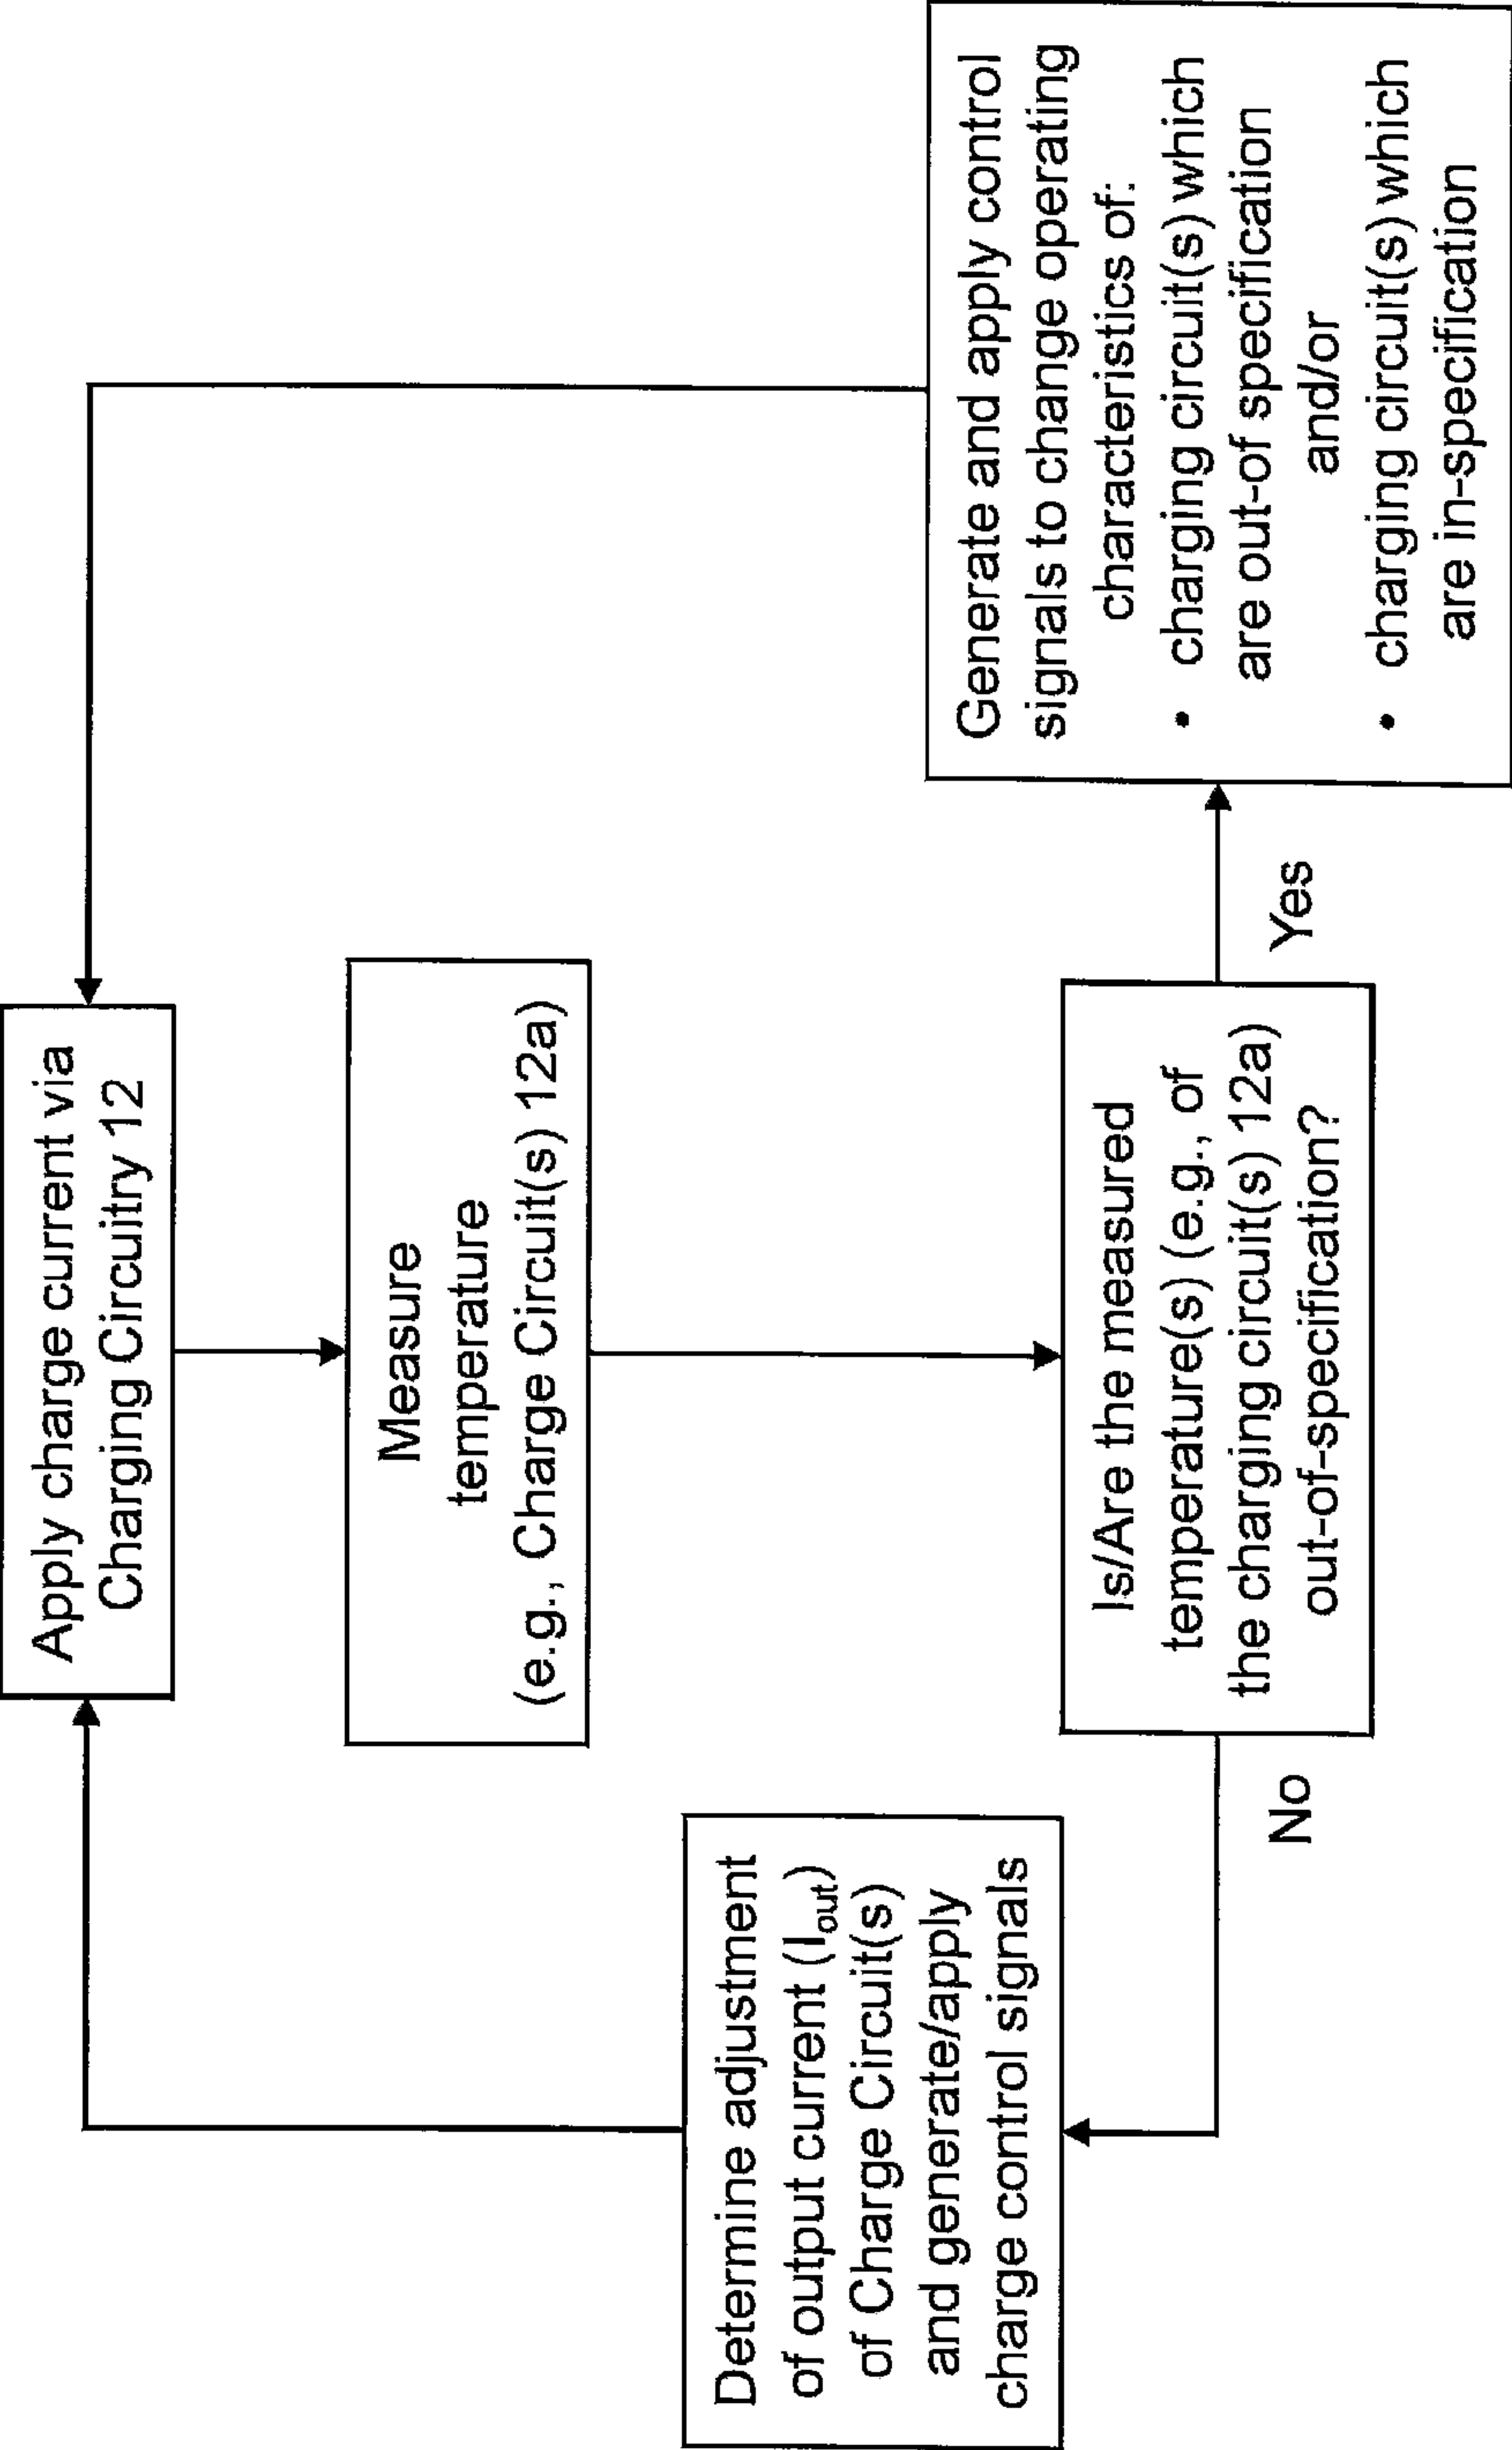 Apply charge current via
Charging Circuitry 12
Measure
temperature
(e.g., Charge Circuit(s) 12a)
Is/Are the measured
temperature(s) (e.g., of
the charging circuit(s) 12a)
out-of-specification?
No
Yes
Determine adjustment
of output current (Iout)
of Charge Circuit(s)
and generate/apply
charge control signals
Generate and apply control
signals to change operating
characteristics of:
• charging circuit(s) which
are out-of specification
and/or
• charging circuit(s) which
are in-specification